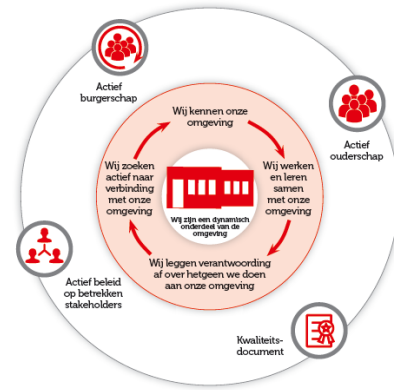 Actief
burgerschap
Actief
ouderschap
Wij kennen onze
omgeving
Wij zoeken
actief naar
verbinding
met onze
omgeving
Wij werken
en leren
samen
met onze
omgeving
Wij zijn een dynamisch
onderdeel van de
omgeving
Wij leggen verantwoording
af over hetgeen we doen
aan onze omgeving
Actief beleid
op betrekken
stakeholders
Kwaliteits-
document